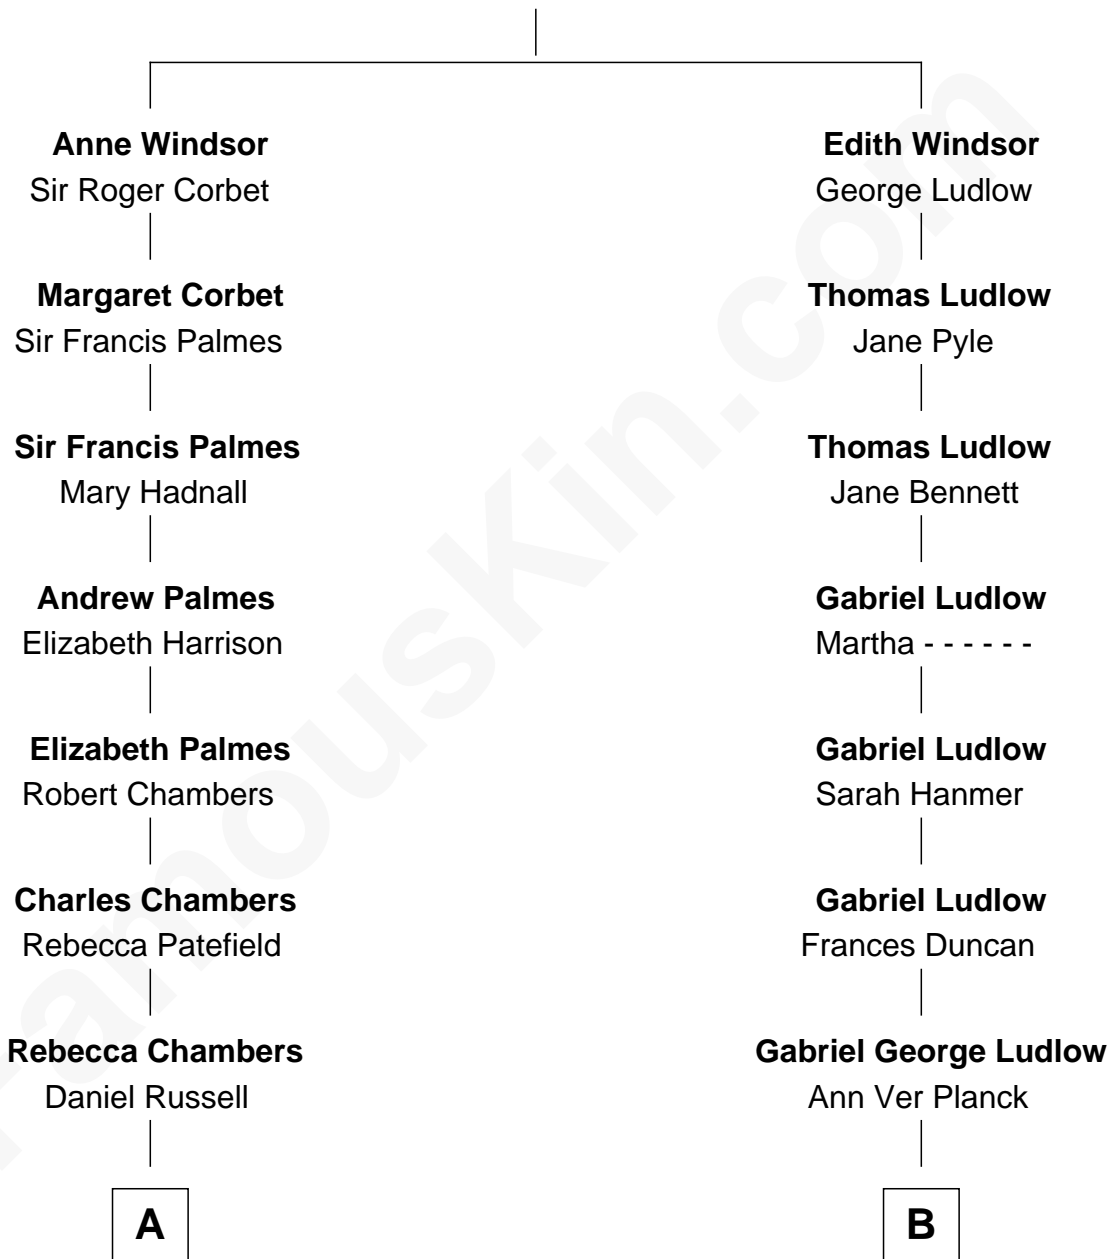 Anne Windsor
Sir Roger Corbet
Margaret Corbet
Sir Francis Palmes
Sir Francis Palmes
Mary Hadnall
Andrew Palmes
Elizabeth Harrison
Elizabeth Palmes
Robert Chambers
Charles Chambers
Rebecca Patefield
Rebecca Chambers
Daniel Russell
A
Edith Windsor
George Ludlow
Thomas Ludlow
Jane Pyle
Thomas Ludlow
Jane Bennett
Gabriel Ludlow
Martha - - - - - -
Gabriel Ludlow
Sarah Hanmer
Gabriel Ludlow
Frances Duncan
Gabriel George Ludlow
Ann Ver Planck
B
FamousKin.com